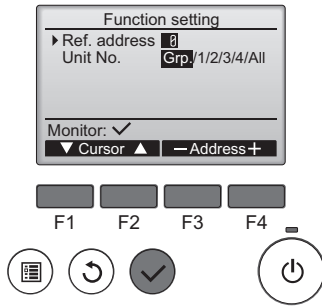 Function setting
Ref. address 0
Unit No. Grp./1/2/3/4/All
Monitor:
Cursor
Address
F1 F2 F3 F4